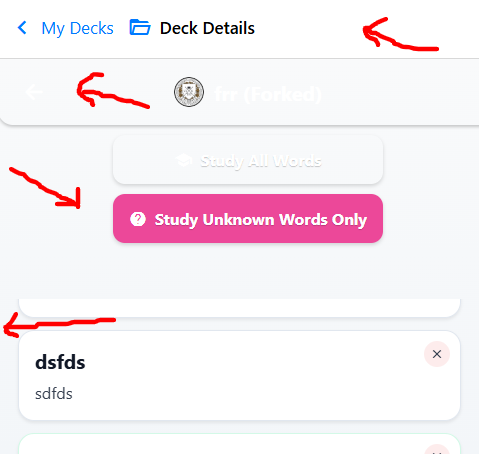 My Decks Deck Details
frr (Forked)
Study All Words
Study Unknown Words Only
dsfds
sdfds